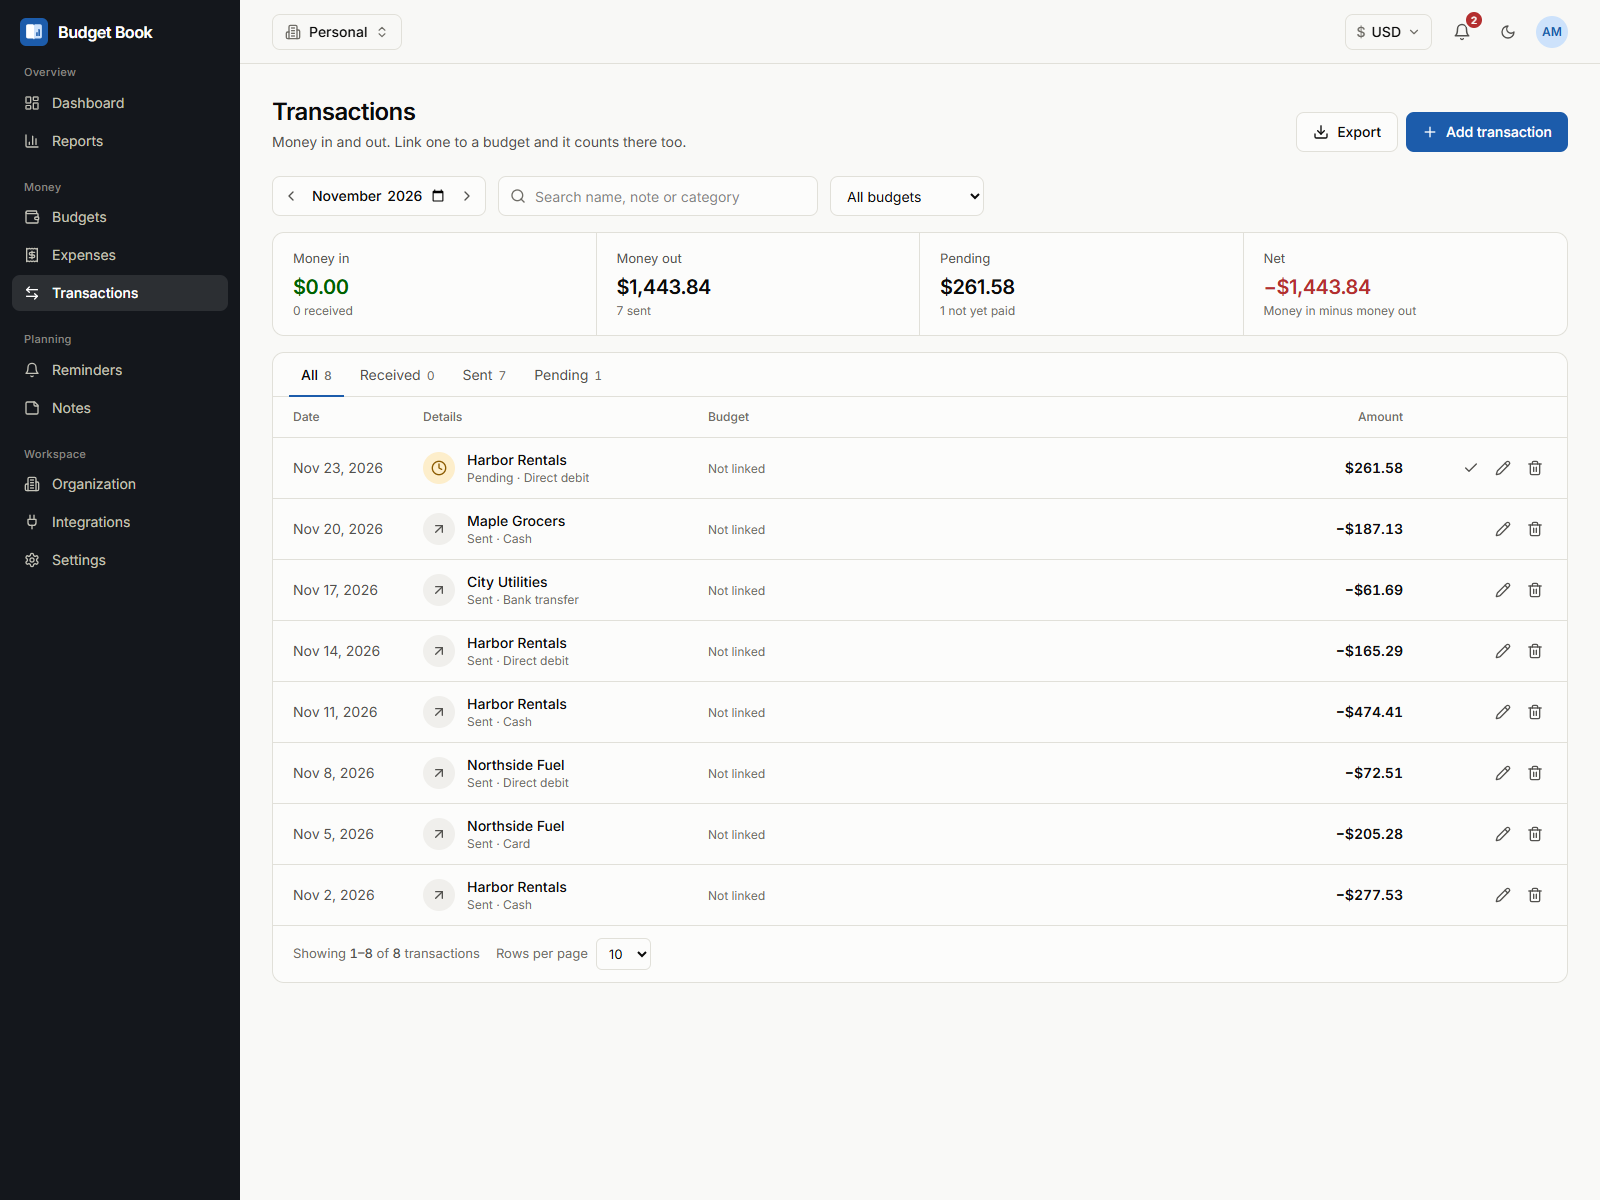 Budget Book
Overview
Dashboard
Reports
Money
Budgets
Expenses
Transactions
Planning
Reminders
Notes
Workspace
Organization
Integrations
Settings
Personal
$ USD
2
AM
Transactions
Money in and out. Link one to a budget and it counts there too.
Export
Add transaction
November 2026
Search name, note or category
All budgets
Money in
$0.00
0 received
Money out
$1,443.84
7 sent
Pending
$261.58
1 not yet paid
Net
−$1,443.84
Money in minus money out
All 8 Received 0 Sent 7 Pending 1
Date Details Budget Amount
Nov 23, 2026 Harbor Rentals Not linked $261.58
Pending · Direct debit
Nov 20, 2026 Maple Grocers Not linked −$187.13
Sent · Cash
Nov 17, 2026 City Utilities Not linked −$61.69
Sent · Bank transfer
Nov 14, 2026 Harbor Rentals Not linked −$165.29
Sent · Direct debit
Nov 11, 2026 Harbor Rentals Not linked −$474.41
Sent · Cash
Nov 8, 2026 Northside Fuel Not linked −$72.51
Sent · Direct debit
Nov 5, 2026 Northside Fuel Not linked −$205.28
Sent · Card
Nov 2, 2026 Harbor Rentals Not linked −$277.53
Sent · Cash
Showing 1–8 of 8 transactions Rows per page 10